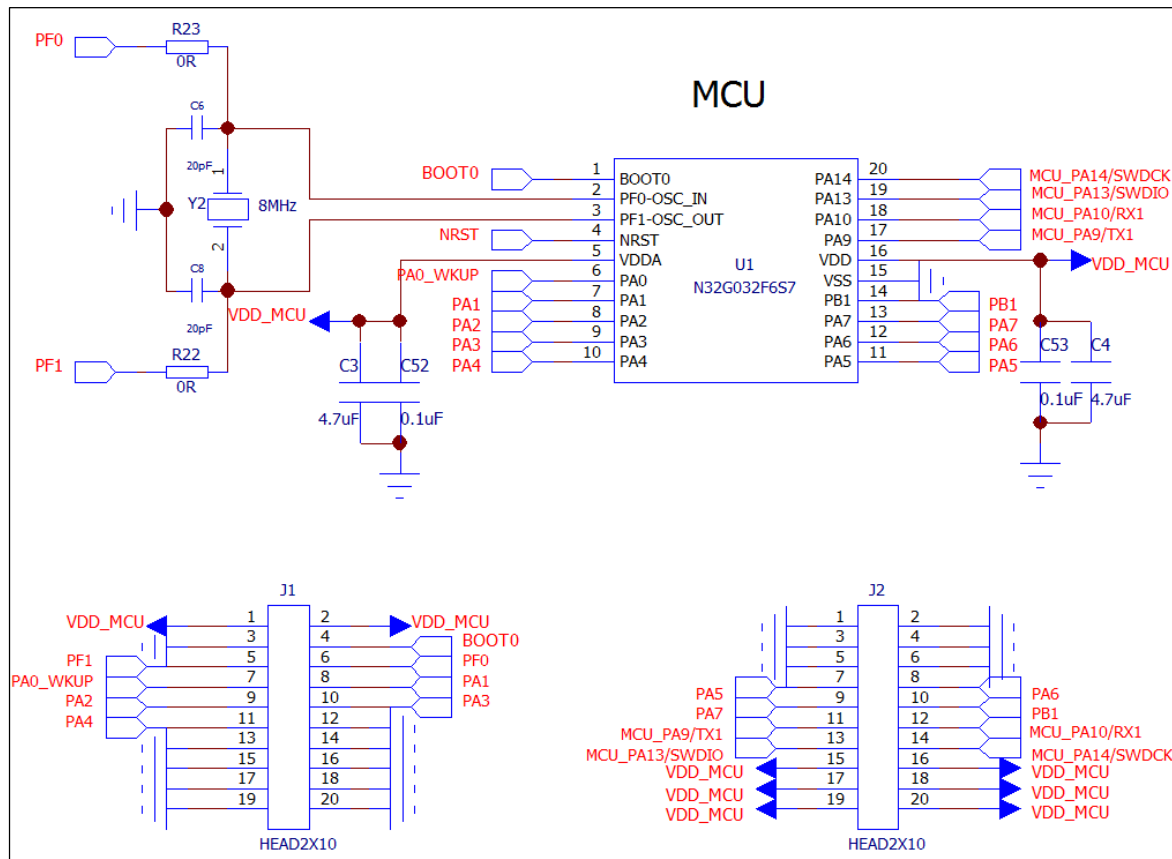 MCU
PF0
R23
0R
C6
20pF
1
Y2
8MHz
2
C8
20pF
PF1
R22
0R
BOOT0
NRST
VDD_MCU
PA0_WKUP
PA1
PA2
PA3
PA4
1
2
3
4
5
6
7
8
9
10
BOOT0
PF0-OSC_IN
PF1-OSC_OUT
NRST
VDDA
PA0
PA1
PA2
PA3
PA4
U1
N32G032F6S7
PA14
PA13
PA10
PA9
VDD
VSS
PB1
PA7
PA6
PA5
20
19
18
17
16
15
14
13
12
11
MCU_PA14/SWDCK
MCU_PA13/SWDIO
MCU_PA10/RX1
MCU_PA9/TX1
VDD_MCU
PB1
PA7
PA6
PA5
C3
C52
4.7uF
0.1uF
C53
C4
0.1uF
4.7uF
J1
VDD_MCU 1 2 VDD_MCU
3 4 BOOT0
PF1 5 6 PF0
PA0_WKUP 7 8 PA1
PA2 9 10 PA3
PA4 11 12
13 14
15 16
17 18
19 20
HEAD2X10
J2
1 2
3 4
5 6
7 8
PA5 9 10 PA6
PA7 11 12 PB1
MCU_PA9/TX1 13 14 MCU_PA10/RX1
MCU_PA13/SWDIO 15 16 MCU_PA14/SWDCK
VDD_MCU 17 18 VDD_MCU
VDD_MCU 19 20 VDD_MCU
VDD_MCU VDD_MCU
HEAD2X10